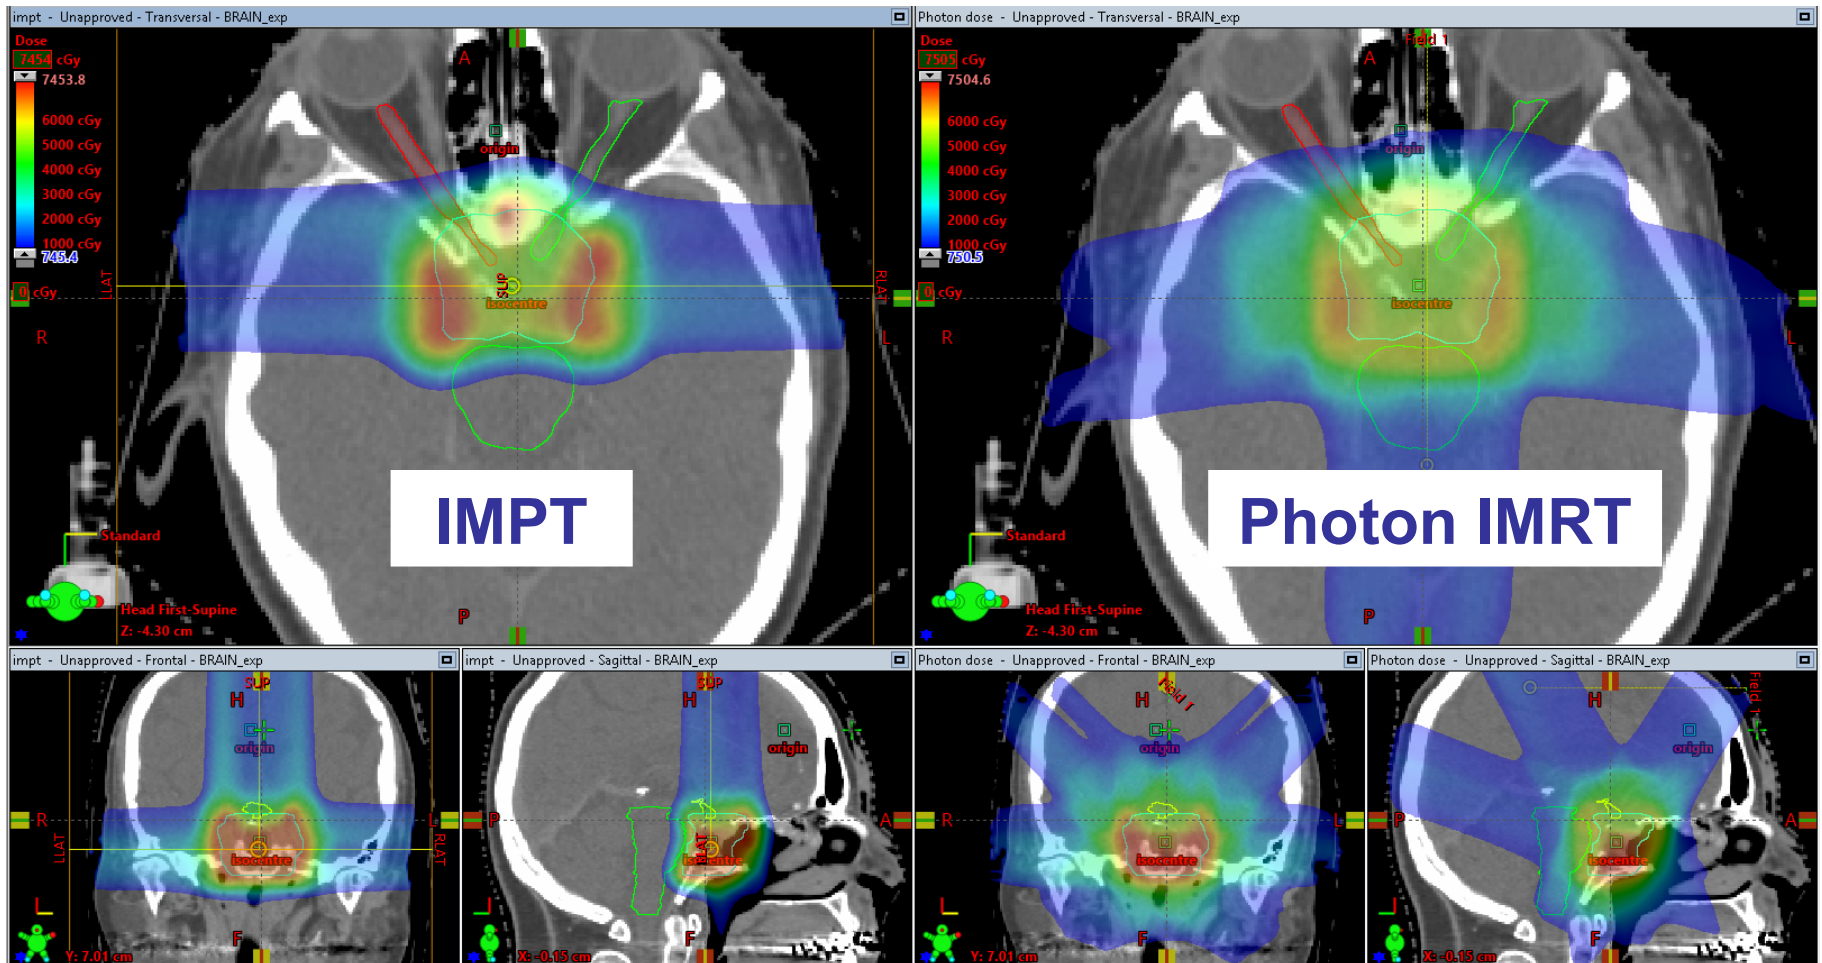 impt - Unapproved - Transversal - BRAIN_exp
Dose
7454 cGy
7453.8
6000 cGy
5000 cGy
4000 cGy
3000 cGy
2000 cGy
1000 cGy
745.4
0 cGy
A
origin
LLAT
SUP
RLAT
isocentre
R
L
IMPT
Standard
Head First-Supine
Z: -4.30 cm
P
Photon dose - Unapproved - Transversal - BRAIN_exp
Dose
7505 cGy
7504.6
6000 cGy
5000 cGy
4000 cGy
3000 cGy
2000 cGy
1000 cGy
750.5
0 cGy
Field 1
A
origin
isocentre
R
L
Photon IMRT
Standard
Head First-Supine
Z: -4.30 cm
P
impt - Unapproved - Frontal - BRAIN_exp
SUP
H
origin
R
L
LLAT
RLAT
isocentre
F
Y: 7.01 cm
impt - Unapproved - Sagittal - BRAIN_exp
SUP
H
origin
P
A
LLAT
isocentre
F
X: -0.15 cm
Photon dose - Unapproved - Frontal - BRAIN_exp
H
Field 1
origin
R
L
isocentre
F
Y: 7.01 cm
Photon dose - Unapproved - Sagittal - BRAIN_exp
Field 1
H
origin
P
A
isocentre
F
X: -0.15 cm